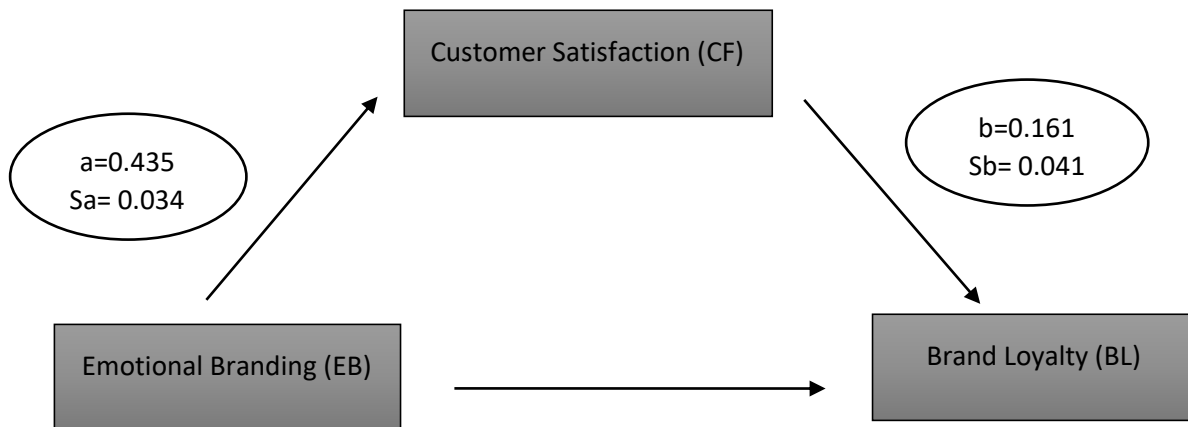 Customer Satisfaction (CF)
a=0.435
Sa= 0.034
b=0.161
Sb= 0.041
Emotional Branding (EB)
Brand Loyalty (BL)